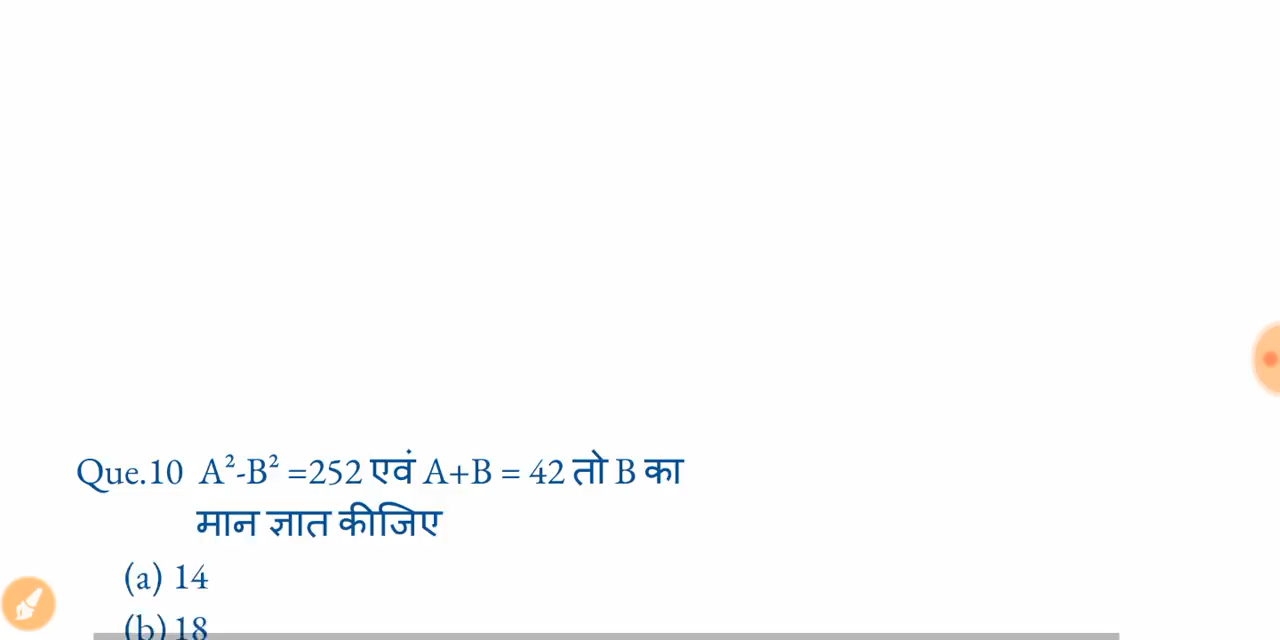 Que.10 A²-B² =252 एवं A+B = 42 तो B का
मान ज्ञात कीजिए
(a) 14
(b) 18